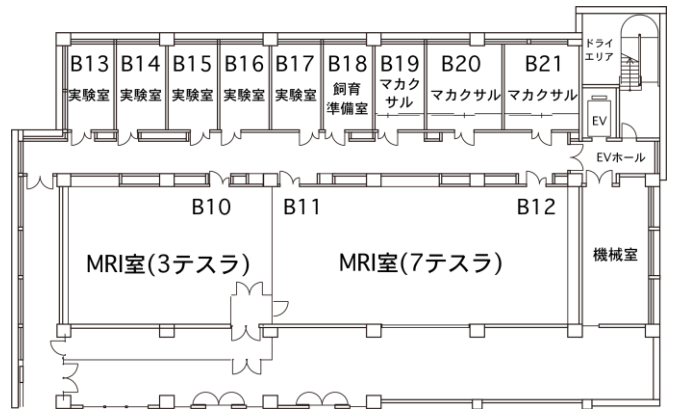 B13
実験室
B14
実験室
B15
実験室
B16
実験室
B17
実験室
B18
飼育
準備室
B19
マカク
サル
B20
マカクサル
B21
マカクサル
ドライ
エリア
EV
EVホール
B10
MRI室(3テスラ)
B11
B12
MRI室(7テスラ)
機械室